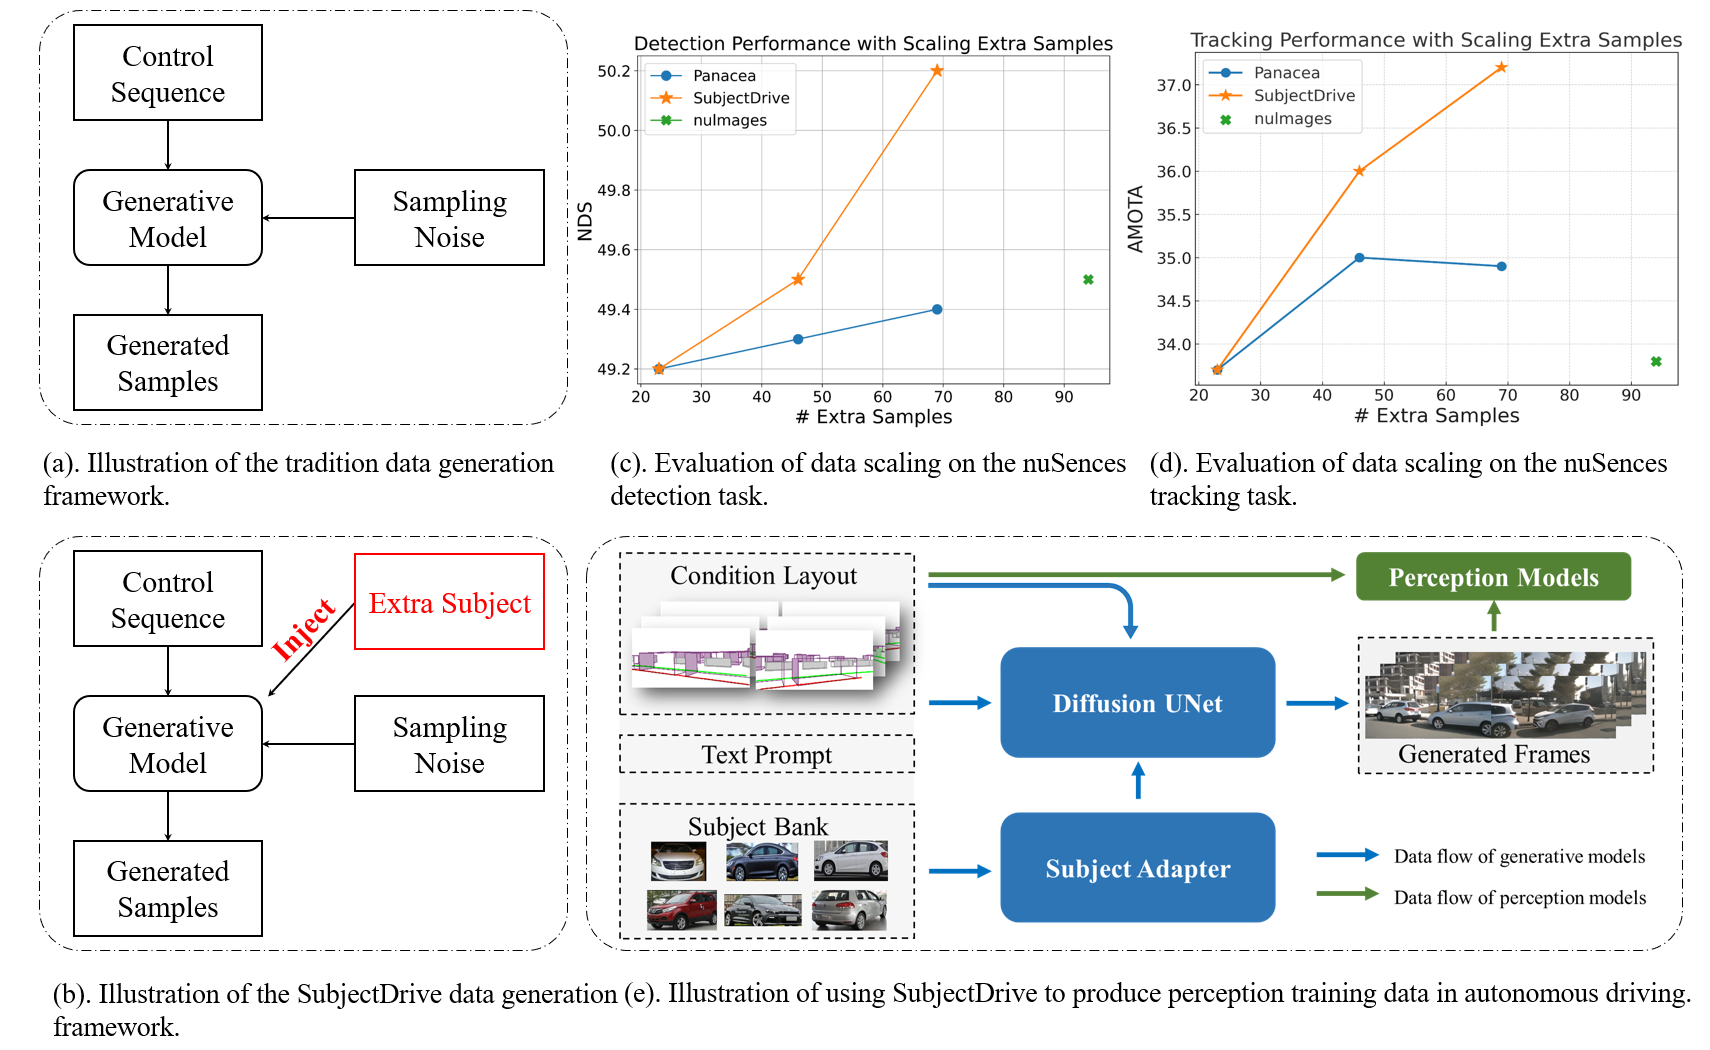 Control
Sequence
Generative
Model
Sampling
Noise
Generated
Samples
(a). Illustration of the tradition data generation
framework.
Detection Performance with Scaling Extra Samples
Panacea
SubjectDrive
nuImages
50.2
50.0
49.8
49.6
49.4
49.2
NDS
20 30 40 50 60 70 80 90
# Extra Samples
(c). Evaluation of data scaling on the nuSences
detection task.
Tracking Performance with Scaling Extra Samples
Panacea
SubjectDrive
nuImages
37.0
36.5
36.0
35.5
35.0
34.5
34.0
AMOTA
20 30 40 50 60 70 80 90
# Extra Samples
(d). Evaluation of data scaling on the nuSences
tracking task.
Control
Sequence
Extra Subject
Inject
Generative
Model
Sampling
Noise
Generated
Samples
(b). Illustration of the SubjectDrive data generation
framework.
Condition Layout
Text Prompt
Subject Bank
Diffusion UNet
Subject Adapter
Perception Models
Generated Frames
Data flow of generative models
Data flow of perception models
(e). Illustration of using SubjectDrive to produce perception training data in autonomous driving.